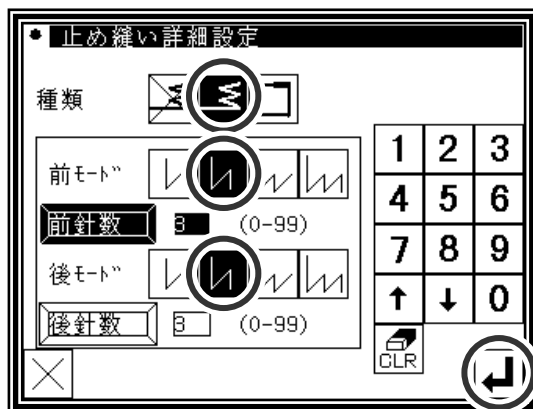 止め縫い詳細設定
種類
前モード
前針数 3 (0-99)
後モード
後針数 3 (0-99)
1 2 3
4 5 6
7 8 9
↑ ↓ 0
CLR